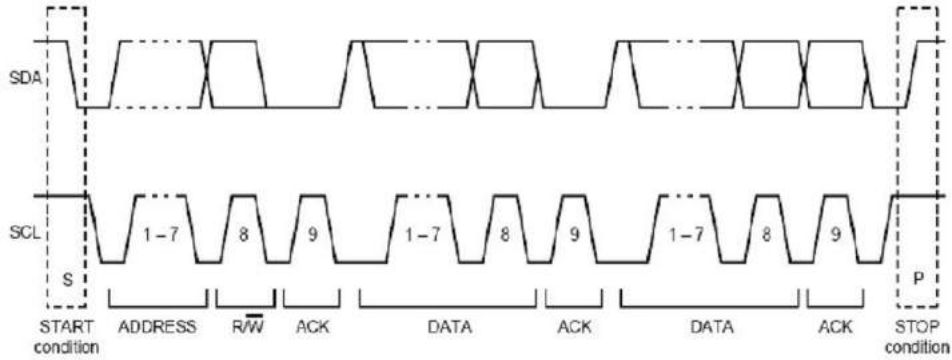 SDA
SCL
1 – 7 8 9 1 – 7 8 9 1 – 7 8 9
S P
START condition ADDRESS R/W̅ ACK DATA ACK DATA ACK STOP condition